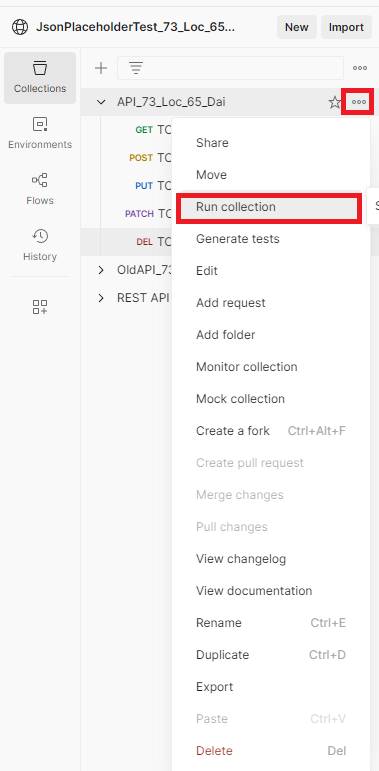 JsonPlaceholderTest_73_Loc_65...
New
Import
Collections
Environments
Flows
History
API_73_Loc_65_Dai
GET TC
POST TC
PUT TC
PATCH TC
DEL TC
OldAPI_73
REST API
Share
Move
Run collection
S
Generate tests
Edit
Add request
Add folder
Monitor collection
Mock collection
Create a fork Ctrl+Alt+F
Create pull request
Merge changes
Pull changes
View changelog
View documentation
Rename Ctrl+E
Duplicate Ctrl+D
Export
Paste Ctrl+V
Delete Del